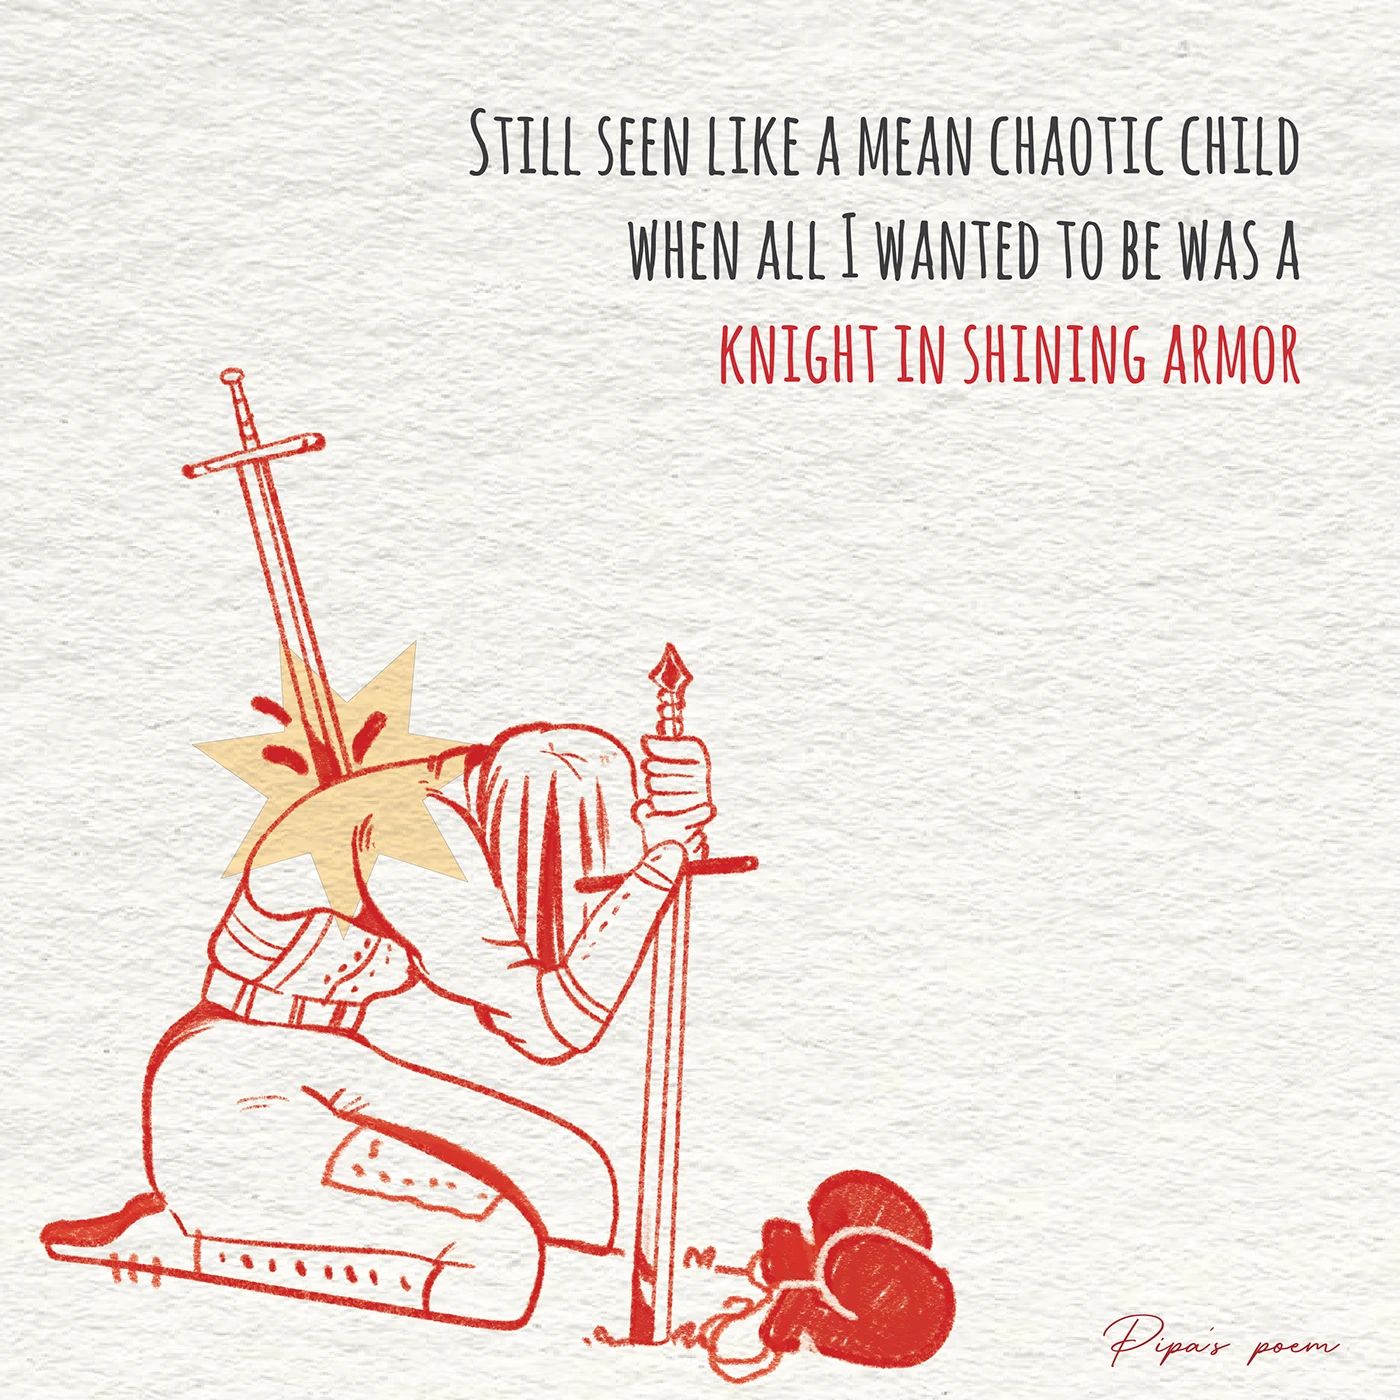 Still seen like a mean chaotic child
when all I wanted to be was a
knight in shining armor
Pipa's poem